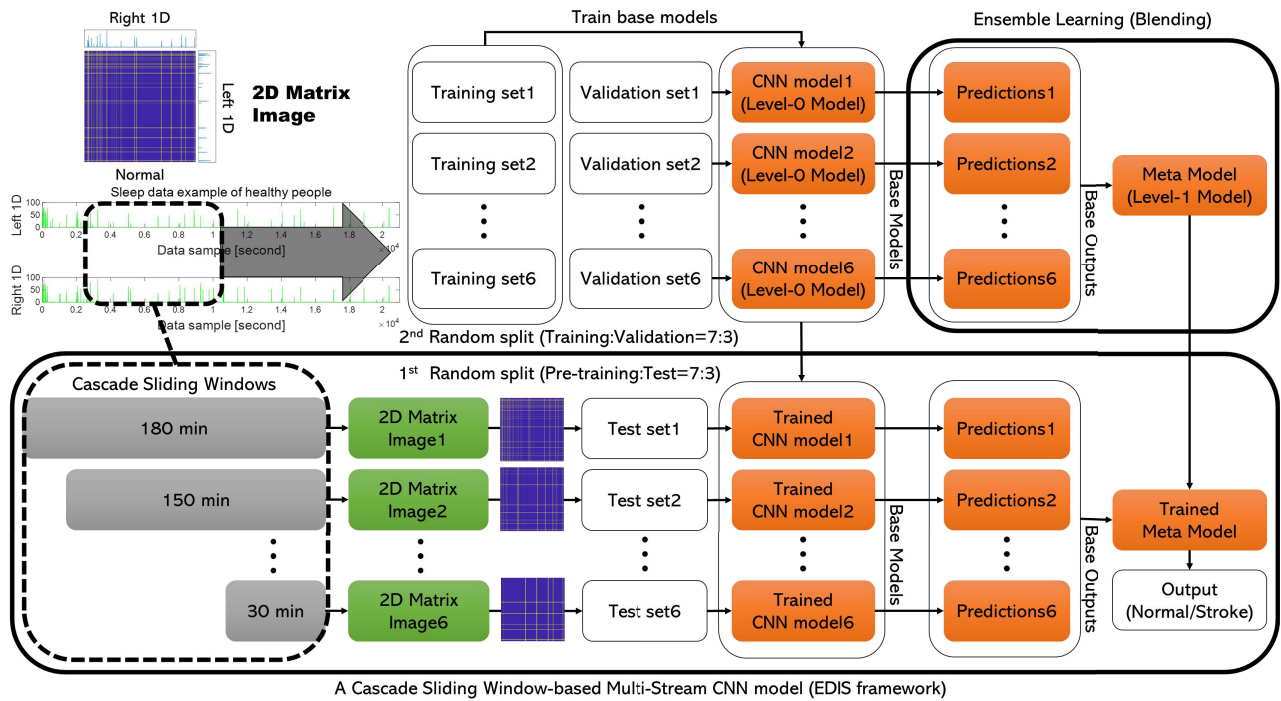 Right 1D
Left 1D
2D Matrix
Image
Normal
Sleep data example of healthy people
Left 1D
100
50
0
0 0.2 0.4 0.6 0.8 1 1.2 1.4 1.6 1.8 2
Data sample [second]
×10⁴
Right 1D
100
50
0
0 0.2 0.4 0.6 0.8 1 1.2 1.4 1.6 1.8 2
Data sample [second]
×10⁴
Train base models
Training set1
Training set2
Training set6
Validation set1
Validation set2
Validation set6
CNN model1
(Level-0 Model)
CNN model2
(Level-0 Model)
CNN model6
(Level-0 Model)
Base Models
Ensemble Learning (Blending)
Predictions1
Predictions2
Predictions6
Base Outputs
Meta Model
(Level-1 Model)
2nd Random split (Training:Validation=7:3)
1st Random split (Pre-training:Test=7:3)
Cascade Sliding Windows
180 min
150 min
30 min
2D Matrix
Image1
2D Matrix
Image2
2D Matrix
Image6
Test set1
Test set2
Test set6
Trained
CNN model1
Trained
CNN model2
Trained
CNN model6
Base Models
Predictions1
Predictions2
Predictions6
Base Outputs
Trained
Meta Model
Output
(Normal/Stroke)
A Cascade Sliding Window-based Multi-Stream CNN model (EDIS framework)